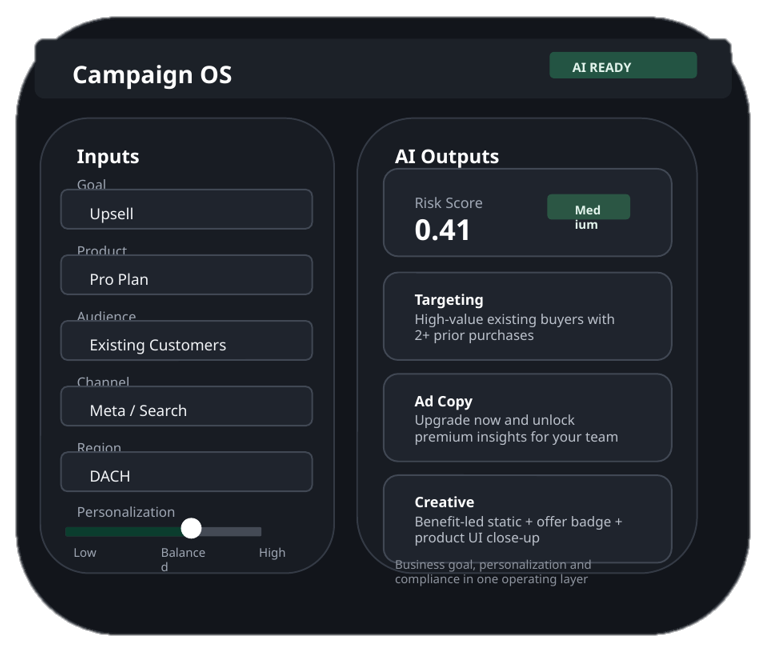 Campaign OS
AI READY
Inputs
Goal
Upsell
Product
Pro Plan
Audience
Existing Customers
Channel
Meta / Search
Region
DACH
Personalization
Low
Balance
d
High
AI Outputs
Risk Score
0.41
Med
ium
Targeting
High-value existing buyers with
2+ prior purchases
Ad Copy
Upgrade now and unlock
premium insights for your team
Creative
Benefit-led static + offer badge +
product UI close-up
Business goal, personalization and
compliance in one operating layer